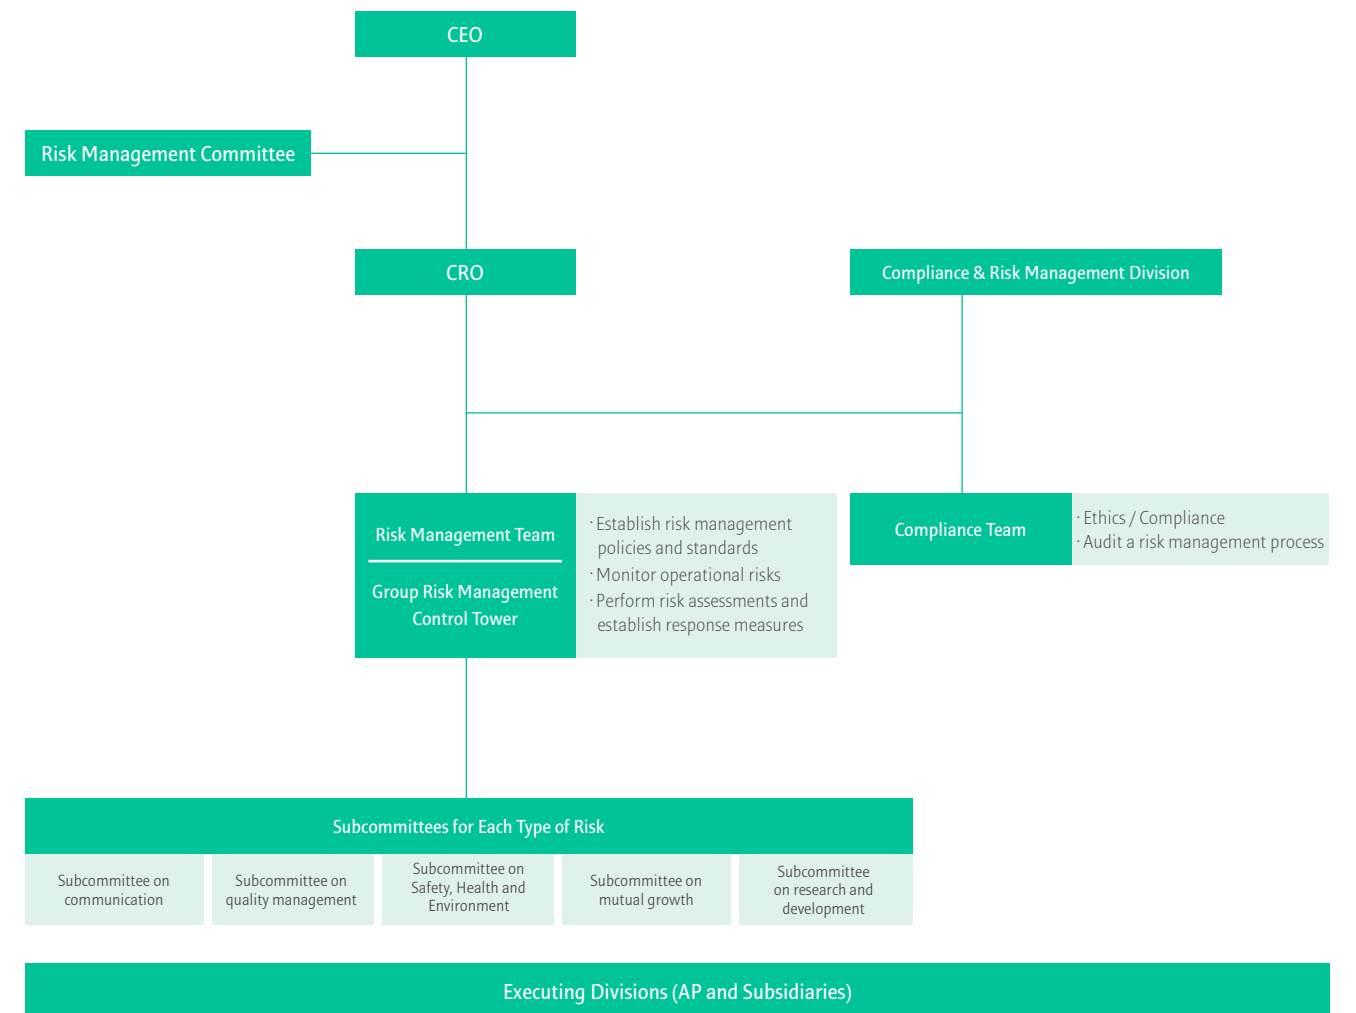 CEO
Risk Management Committee
CRO
Compliance & Risk Management Division
Risk Management Team
Group Risk Management
Control Tower
· Establish risk management
policies and standards
· Monitor operational risks
· Perform risk assessments and
establish response measures
Compliance Team
· Ethics / Compliance
· Audit a risk management process
Subcommittees for Each Type of Risk
Subcommittee on
communication
Subcommittee on
quality management
Subcommittee on
Safety, Health and
Environment
Subcommittee on
mutual growth
Subcommittee
on research and
development
Executing Divisions (AP and Subsidiaries)